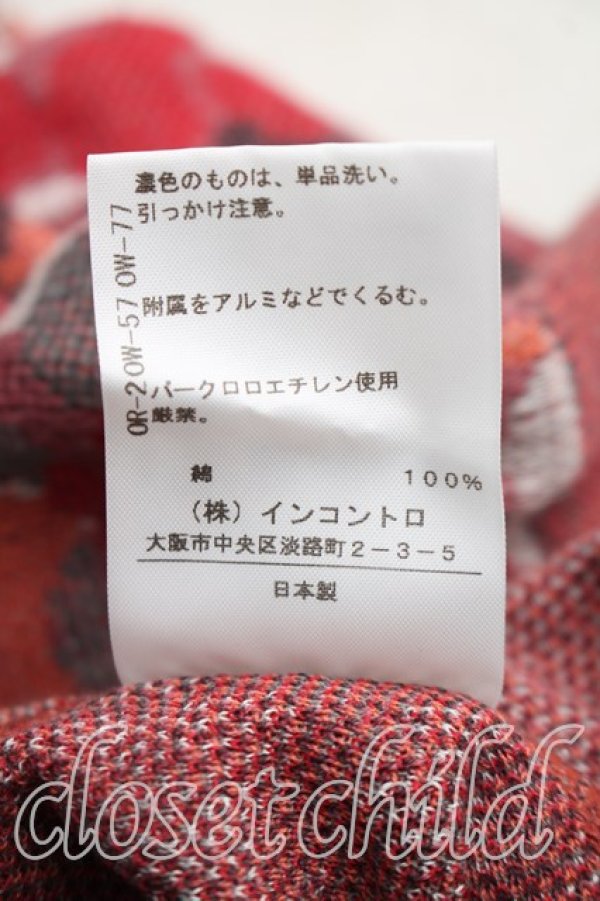 濃色のものは、単品洗い。
引っかけ注意。
附属をアルミなどでくるむ。
パークロロエチレン使用
厳禁。
OR-2 OW-57 OW-77
綿 100%
(株)インコントロ
大阪市中央区淡路町2-3-5
日本製
closet child